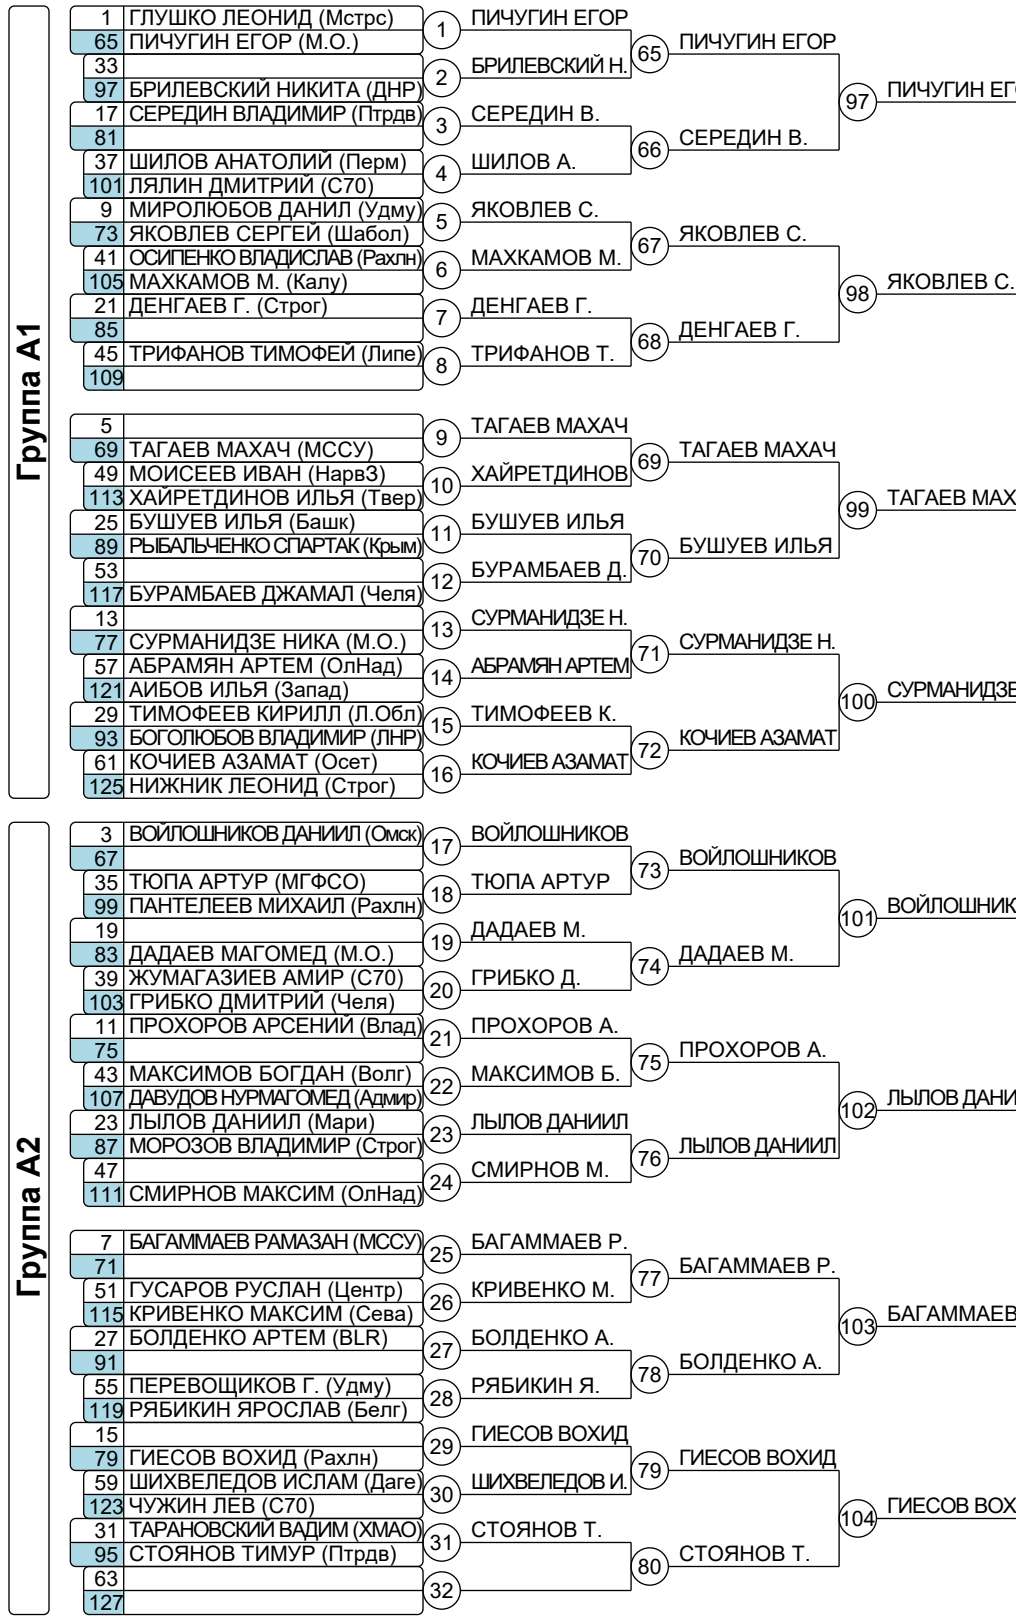 Группа А1
1 ГЛУШКО ЛЕОНИД (Мстрс)
65 ПИЧУГИН ЕГОР (М.О.)
33
97 БРИЛЕВСКИЙ НИКИТА (ДНР)
17 СЕРЕДИН ВЛАДИМИР (Птрдв)
81
37 ШИЛОВ АНАТОЛИЙ (Перм)
101 ЛЯЛИН ДМИТРИЙ (С70)
9 МИРОЛЮБОВ ДАНИЛ (Удму)
73 ЯКОВЛЕВ СЕРГЕЙ (Шабол)
41 ОСИПЕНКО ВЛАДИСЛАВ (Рахлн)
105 МАХКАМОВ М. (Калу)
21 ДЕНГАЕВ Г. (Строг)
85
45 ТРИФАНОВ ТИМОФЕЙ (Липе)
109
5
69 ТАГАЕВ МАХАЧ (МССУ)
49 МОИСЕЕВ ИВАН (Нарв3)
113 ХАЙРЕТДИНОВ ИЛЬЯ (Твер)
25 БУШУЕВ ИЛЬЯ (Башк)
89 РЫБАЛЬЧЕНКО СПАРТАК (Крым)
53
117 БУРАМБАЕВ ДЖАМАЛ (Челя)
13
77 СУРМАНИДЗЕ НИКА (М.О.)
57 АБРАМЯН АРТЕМ (ОлНад)
121 АИБОВ ИЛЬЯ (Запад)
29 ТИМОФЕЕВ КИРИЛЛ (Л.Обл)
93 БОГОЛЮБОВ ВЛАДИМИР (ЛНР)
61 КОЧИЕВ АЗАМАТ (Осет)
125 НИЖНИК ЛЕОНИД (Строг)
1 ПИЧУГИН ЕГОР
2 БРИЛЕВСКИЙ Н.
3 СЕРЕДИН В.
4 ШИЛОВ А.
5 ЯКОВЛЕВ С.
6 МАХКАМОВ М.
7 ДЕНГАЕВ Г.
8 ТРИФАНОВ Т.
9 ТАГАЕВ МАХАЧ
10 ХАЙРЕТДИНОВ
11 БУШУЕВ ИЛЬЯ
12 БУРАМБАЕВ Д.
13 СУРМАНИДЗЕ Н.
14 АБРАМЯН АРТЕМ
15 ТИМОФЕЕВ К.
16 КОЧИЕВ АЗАМАТ
65 ПИЧУГИН ЕГОР
66 СЕРЕДИН В.
67 ЯКОВЛЕВ С.
68 ДЕНГАЕВ Г.
69 ТАГАЕВ МАХАЧ
70 БУШУЕВ ИЛЬЯ
71 СУРМАНИДЗЕ Н.
72 КОЧИЕВ АЗАМАТ
97 ПИЧУГИН ЕГ
98 ЯКОВЛЕВ С.
99 ТАГАЕВ МАХ
100 СУРМАНИДЗЕ
Группа А2
3 ВОЙЛОШНИКОВ ДАНИИЛ (Омск)
67
35 ТЮПА АРТУР (МГФСО)
99 ПАНТЕЛЕЕВ МИХАИЛ (Рахлн)
19
83 ДАДАЕВ МАГОМЕД (М.О.)
39 ЖУМАГАЗИЕВ АМИР (С70)
103 ГРИБКО ДМИТРИЙ (Челя)
11 ПРОХОРОВ АРСЕНИЙ (Влад)
75
43 МАКСИМОВ БОГДАН (Волг)
107 ДАВУДОВ НУРМАГОМЕД (Адмир)
23 ЛЫЛОВ ДАНИИЛ (Мари)
87 МОРОЗОВ ВЛАДИМИР (Строг)
47
111 СМИРНОВ МАКСИМ (ОлНад)
7 БАГАММАЕВ РАМАЗАН (МССУ)
71
51 ГУСАРОВ РУСЛАН (Центр)
115 КРИВЕНКО МАКСИМ (Сева)
27 БОЛДЕНКО АРТЕМ (BLR)
91
55 ПЕРЕВОЩИКОВ Г. (Удму)
119 РЯБИКИН ЯРОСЛАВ (Белг)
15
79 ГИЕСОВ ВОХИД (Рахлн)
59 ШИХВЕЛЕДОВ ИСЛАМ (Даге)
123 ЧУЖИН ЛЕВ (С70)
31 ТАРАНОВСКИЙ ВАДИМ (ХМАО)
95 СТОЯНОВ ТИМУР (Птрдв)
63
127
17 ВОЙЛОШНИКОВ
18 ТЮПА АРТУР
19 ДАДАЕВ М.
20 ГРИБКО Д.
21 ПРОХОРОВ А.
22 МАКСИМОВ Б.
23 ЛЫЛОВ ДАНИИЛ
24 СМИРНОВ М.
25 БАГАММАЕВ Р.
26 КРИВЕНКО М.
27 БОЛДЕНКО А.
28 РЯБИКИН Я.
29 ГИЕСОВ ВОХИД
30 ШИХВЕЛЕДОВ И.
31 СТОЯНОВ Т.
32
73 ВОЙЛОШНИКОВ
74 ДАДАЕВ М.
75 ПРОХОРОВ А.
76 ЛЫЛОВ ДАНИИЛ
77 БАГАММАЕВ Р.
78 БОЛДЕНКО А.
79 ГИЕСОВ ВОХИД
80 СТОЯНОВ Т.
101 ВОЙЛОШНИК
102 ЛЫЛОВ ДАНИ
103 БАГАММАЕВ
104 ГИЕСОВ ВОХ